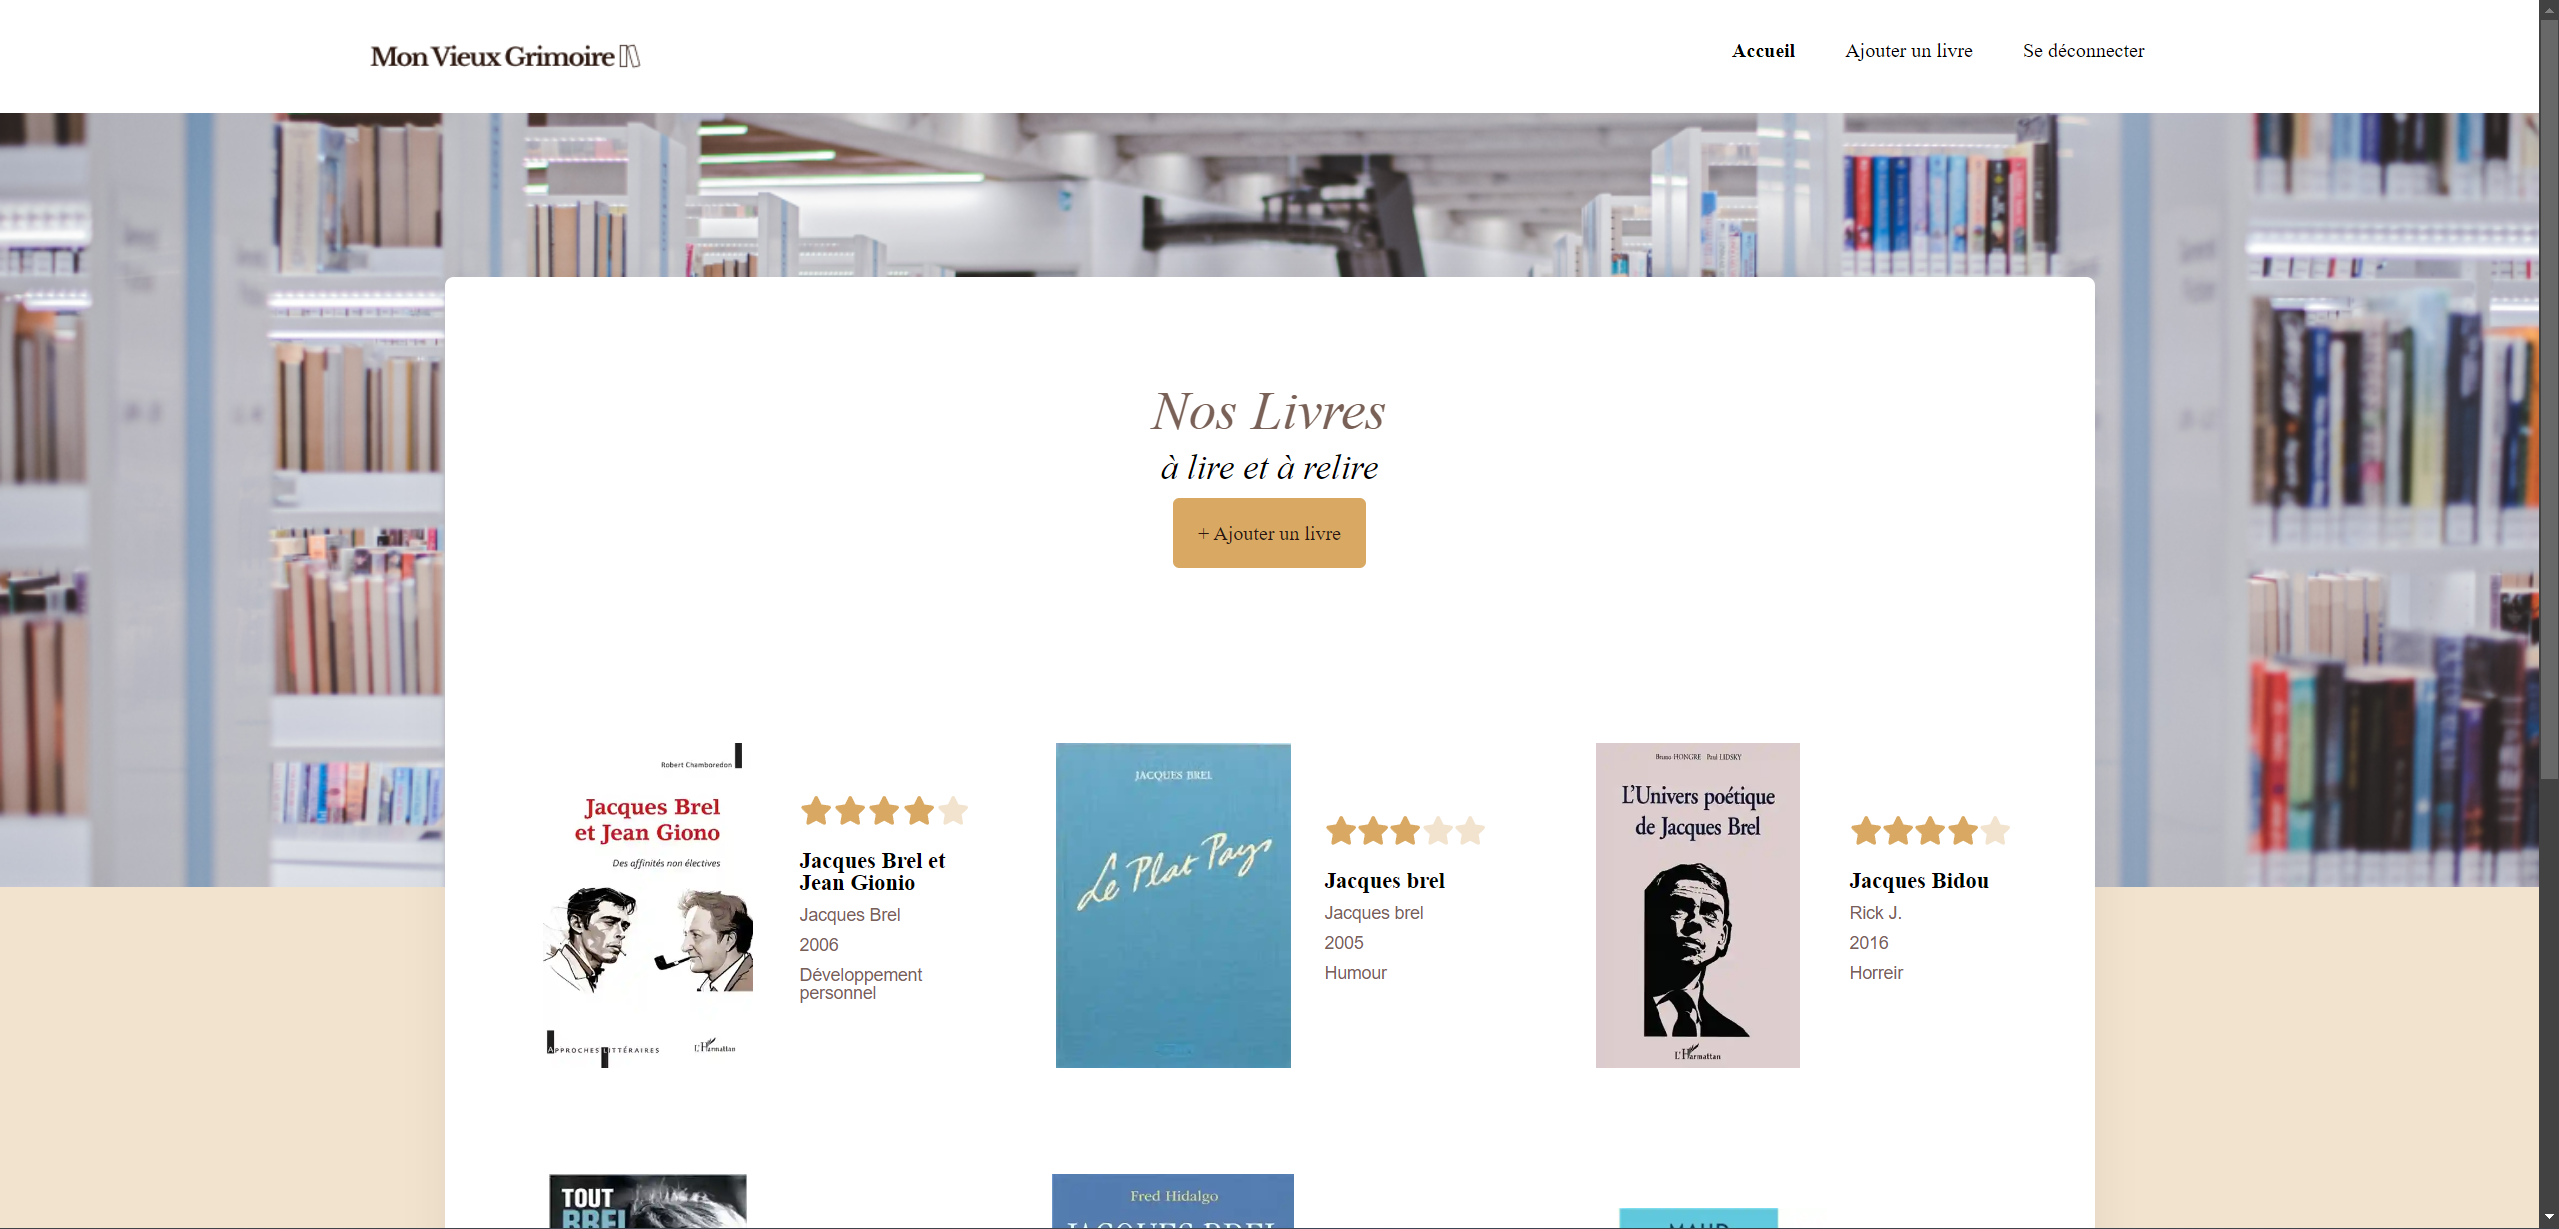 Mon Vieux Grimoire
Accueil
Ajouter un livre
Se déconnecter
Nos Livres
à lire et à relire
+ Ajouter un livre
Robert Chamboredon
Jacques Brel
et Jean Giono
Des affinités non électives
APPROCHES LITTÉRAIRES
L'Harmattan
Jacques Brel et
Jean Gionio
Jacques Brel
2006
Développement
personnel
JACQUES BREL
Le Plat Pays
Jacques brel
Jacques brel
2005
Humour
Bruno HONGRE Paul LIDSKY
L'Univers poétique
de Jacques Brel
L'Harmattan
Jacques Bidou
Rick J.
2016
Horreir
TOUT
BREL
Fred Hidalgo
JACQUES BREL
MAUD